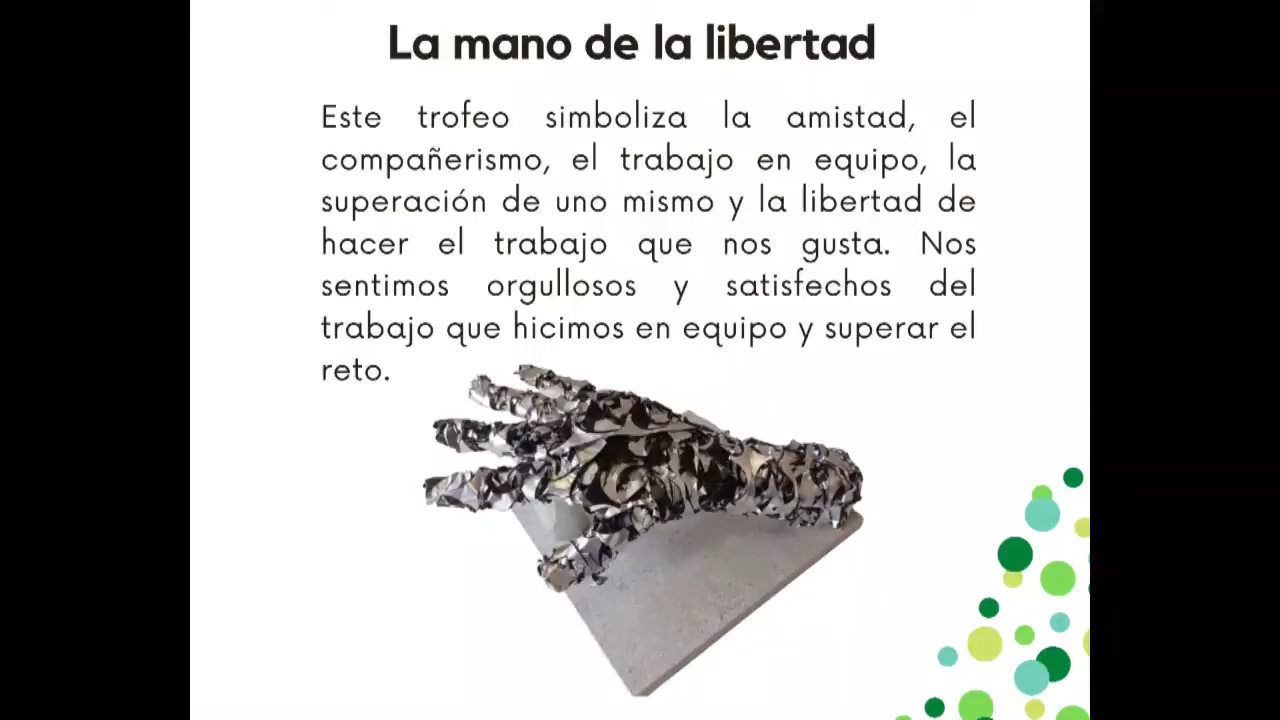 La mano de la libertad
Este trofeo simboliza la amistad, el
compañerismo, el trabajo en equipo, la
superación de uno mismo y la libertad de
hacer el trabajo que nos gusta. Nos
sentimos orgullosos y satisfechos del
trabajo que hicimos en equipo y superar el
reto.